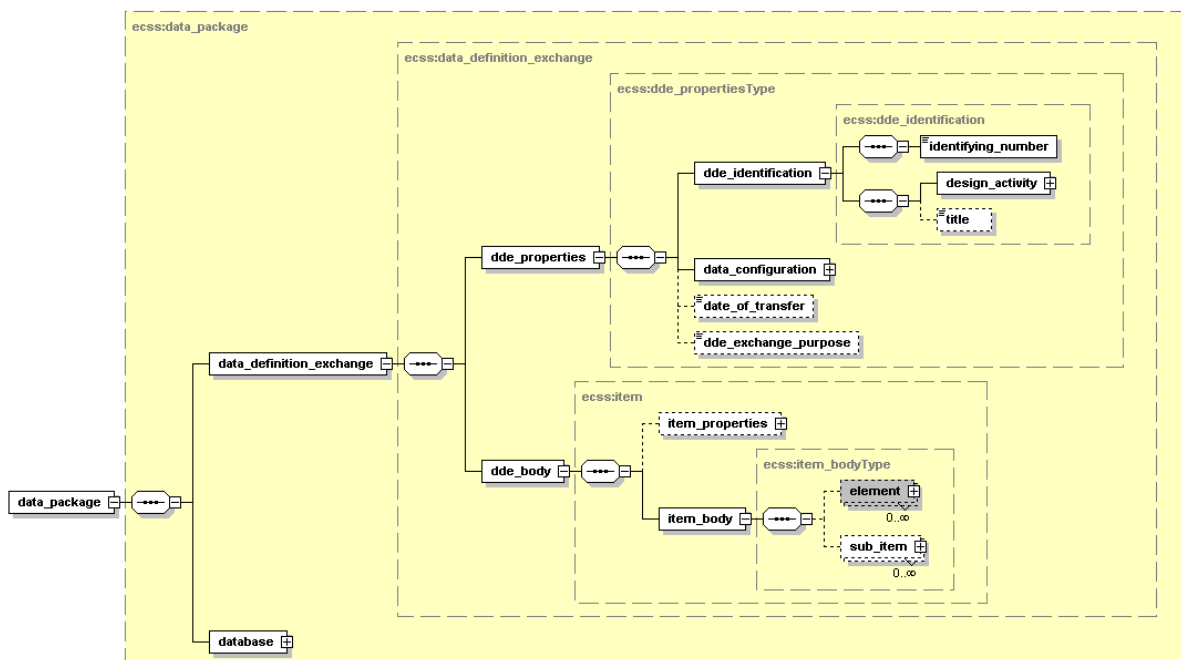 ecss:data_package
ecss:data_definition_exchange
ecss:dde_propertiesType
ecss:dde_identification
identifying_number
dde_identification
design_activity
title
dde_properties
data_configuration
date_of_transfer
dde_exchange_purpose
data_definition_exchange
ecss:item
item_properties
ecss:item_bodyType
dde_body
element
0..∞
data_package
item_body
sub_item
0..∞
database